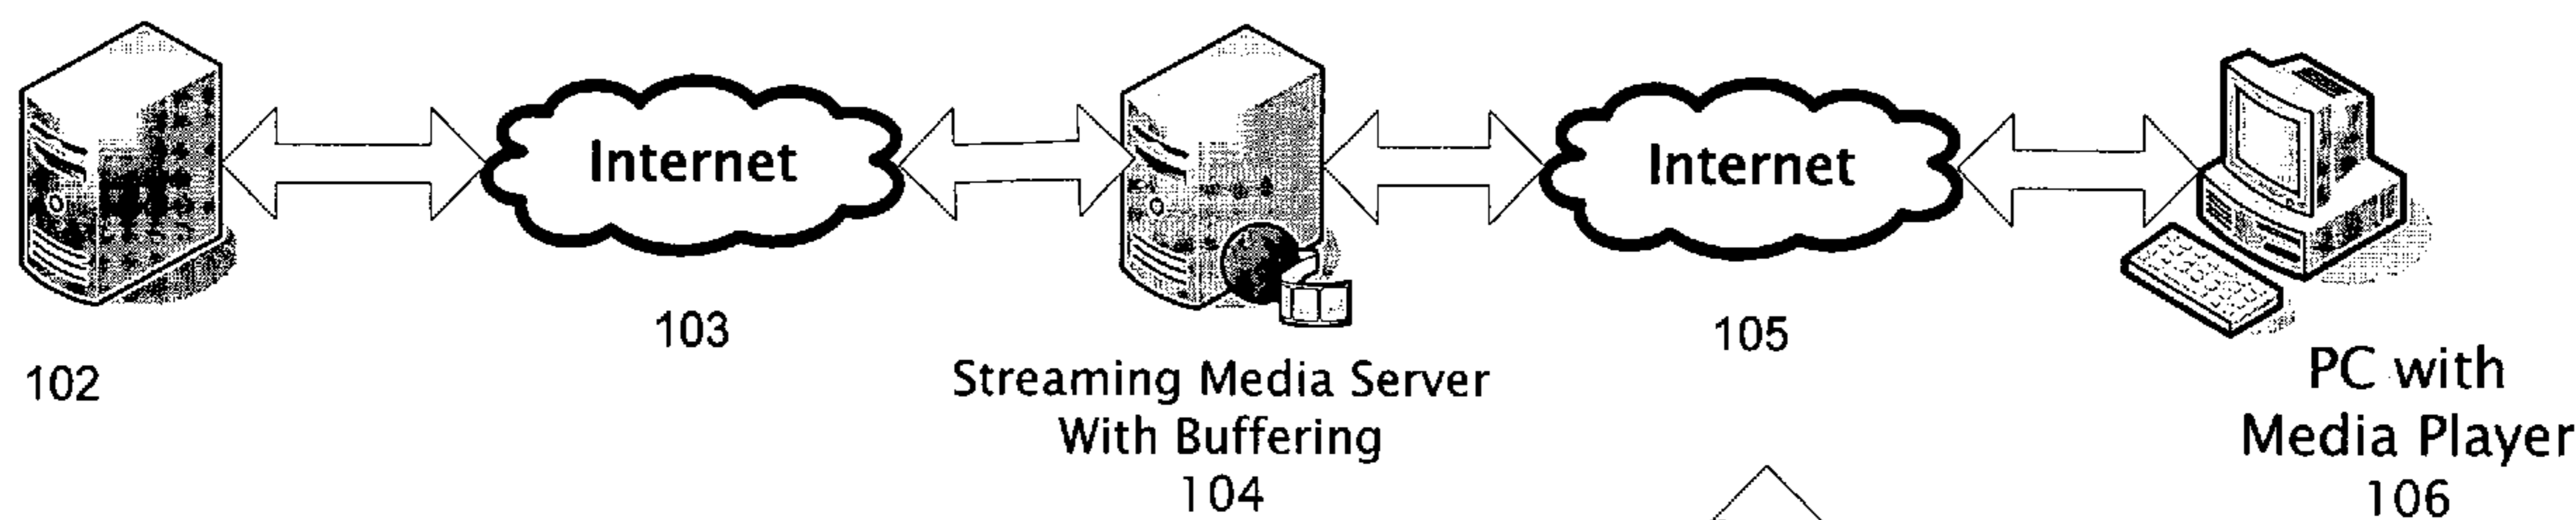 Internet
Internet
102
103
Streaming Media Server
With Buffering
104
105
PC with
Media Player
106